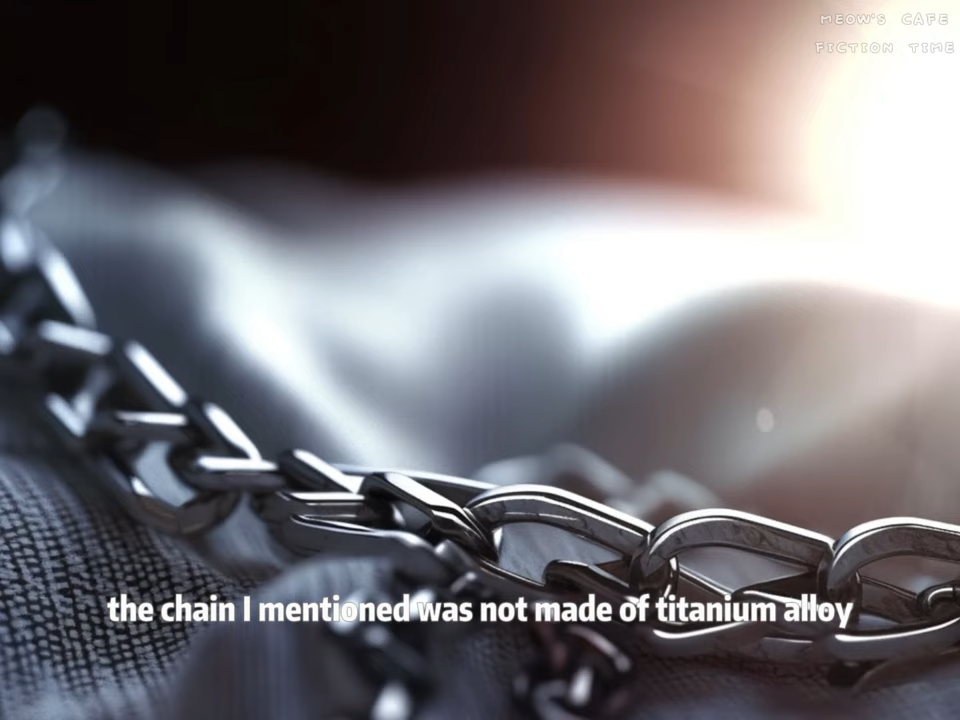 MEOW'S CAFE
FICTION TIME
the chain I mentioned was not made of titanium alloy